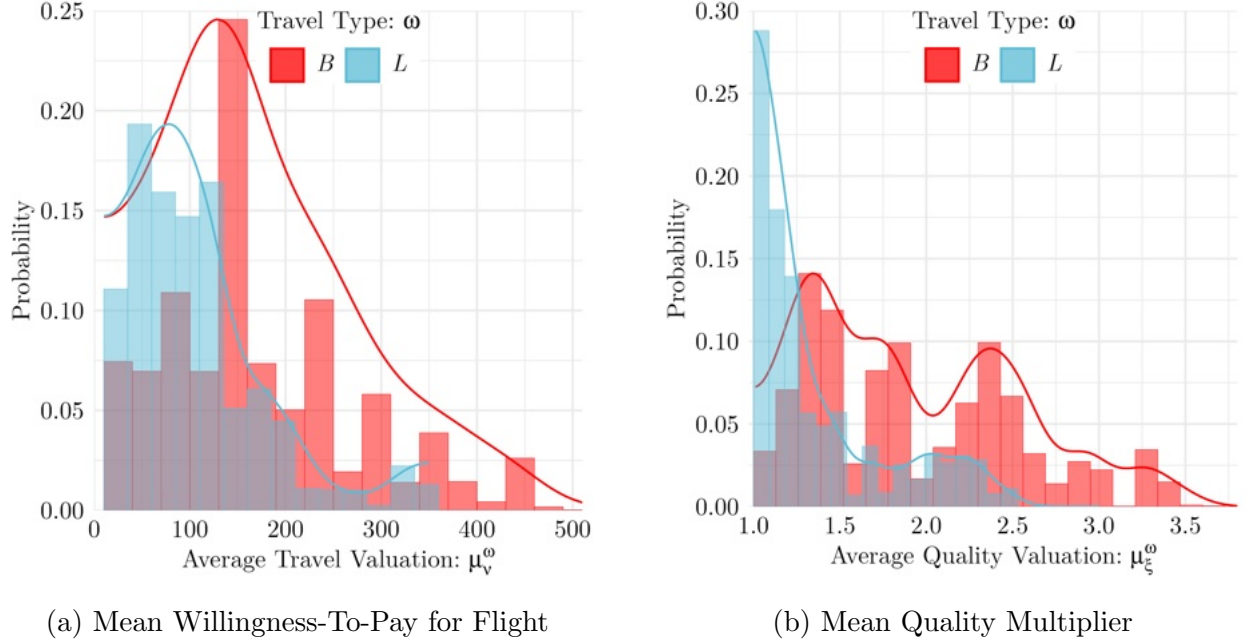 Travel Type: ω
B L
0.25
0.20
0.15
0.10
0.05
0.00
Probability
0 100 200 300 400 500
Average Travel Valuation: μ_ν^ω
(a) Mean Willingness-To-Pay for Flight
Travel Type: ω
B L
0.30
0.25
0.20
0.15
0.10
0.05
0.00
Probability
1.0 1.5 2.0 2.5 3.0 3.5
Average Quality Valuation: μ_ξ^ω
(b) Mean Quality Multiplier